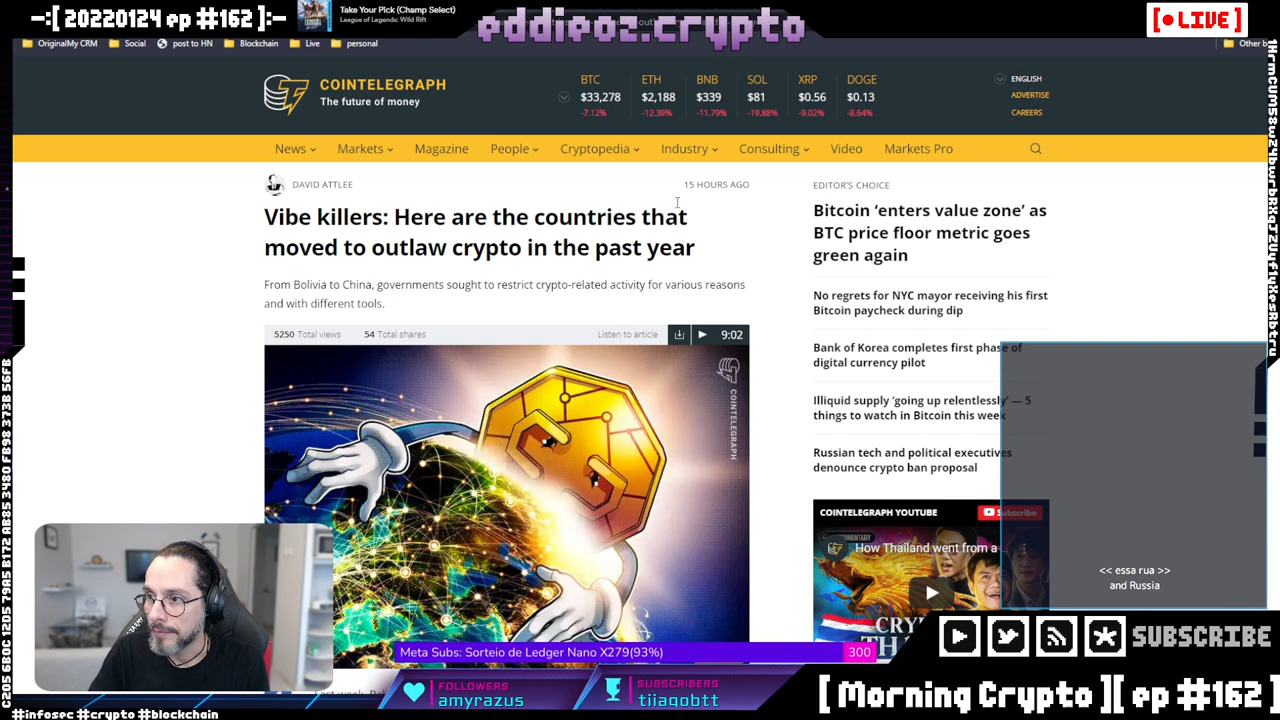 -:[ 20220124 ep #162 ]:-
Take Your Pick (Champ Select)
League of Legends: Wild Rift
eddieoz.crypto
[ • LIVE ]
OriginalMy CRM
Social
post to HN
Blockchain
Live
personal
Other b
COINTELEGRAPH
The future of money
BTC ETH BNB SOL XRP DOGE
$33,278 $2,188 $339 $81 $0.56 $0.13
-7.12% -12.39% -11.79% -19.88% -9.02% -8.64%
ENGLISH
ADVERTISE
CAREERS
News Markets Magazine People Cryptopedia Industry Consulting Video Markets Pro
DAVID ATTLEE
15 HOURS AGO
Vibe killers: Here are the countries that
moved to outlaw crypto in the past year
From Bolivia to China, governments sought to restrict crypto-related activity for various reasons
and with different tools.
5250 Total views
54 Total shares
Listen to article
9:02
COINTELEGRAPH
EDITOR'S CHOICE
Bitcoin ‘enters value zone’ as
BTC price floor metric goes
green again
No regrets for NYC mayor receiving his first
Bitcoin paycheck during dip
Bank of Korea completes first phase of
digital currency pilot
Illiquid supply ‘going up relentlessly’ — 5
things to watch in Bitcoin this week
Russian tech and political executives
denounce crypto ban proposal
COINTELEGRAPH YOUTUBE
Subscribe
How Thailand went from a
<< essa rua >>
and Russia
Meta Subs: Sorteio de Ledger Nano X279(93%)
300
FOLLOWERS
amyrazus
SUBSCRIBERS
tiiagobtt
SUBSCRIBE
[ Morning Crypto ][ ep #162 ]
#infosec #crypto #blockchain